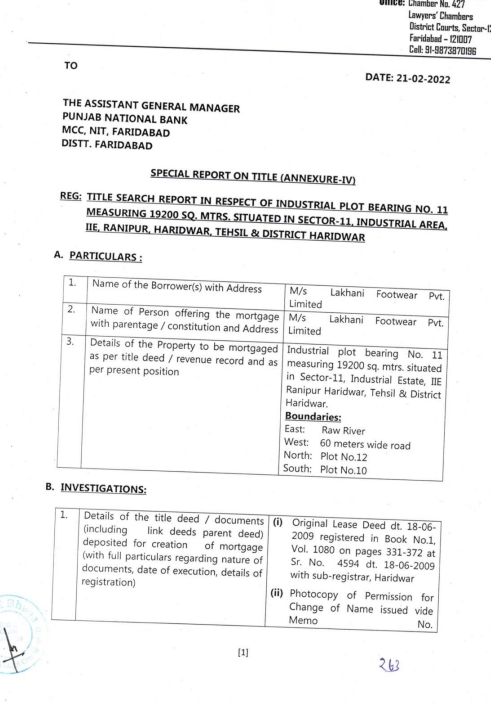 Office: Chamber No. 427
Lawyers' Chambers
District Courts, Sector-12
Faridabad – 121007
Cell: 91-9873870196
TO
DATE: 21-02-2022
THE ASSISTANT GENERAL MANAGER
PUNJAB NATIONAL BANK
MCC, NIT, FARIDABAD
DISTT. FARIDABAD
SPECIAL REPORT ON TITLE (ANNEXURE-IV)
REG: TITLE SEARCH REPORT IN RESPECT OF INDUSTRIAL PLOT BEARING NO. 11
MEASURING 19200 SQ. MTRS. SITUATED IN SECTOR-11, INDUSTRIAL AREA,
IIE, RANIPUR, HARIDWAR, TEHSIL & DISTRICT HARIDWAR
A. PARTICULARS :
1. Name of the Borrower(s) with Address
M/s Lakhani Footwear Pvt.
Limited
2. Name of Person offering the mortgage
with parentage / constitution and Address
M/s Lakhani Footwear Pvt.
Limited
3. Details of the Property to be mortgaged
as per title deed / revenue record and as
per present position
Industrial plot bearing No. 11
measuring 19200 sq. mtrs. situated
in Sector-11, Industrial Estate, IIE
Ranipur Haridwar, Tehsil & District
Haridwar.
Boundaries:
East: Raw River
West: 60 meters wide road
North: Plot No.12
South: Plot No.10
B. INVESTIGATIONS:
1. Details of the title deed / documents
(including link deeds parent deed)
deposited for creation of mortgage
(with full particulars regarding nature of
documents, date of execution, details of
registration)
(i) Original Lease Deed dt. 18-06-
2009 registered in Book No.1,
Vol. 1080 on pages 331-372 at
Sr. No. 4594 dt. 18-06-2009
with sub-registrar, Haridwar
(ii) Photocopy of Permission for
Change of Name issued vide
Memo No.
[1]
263